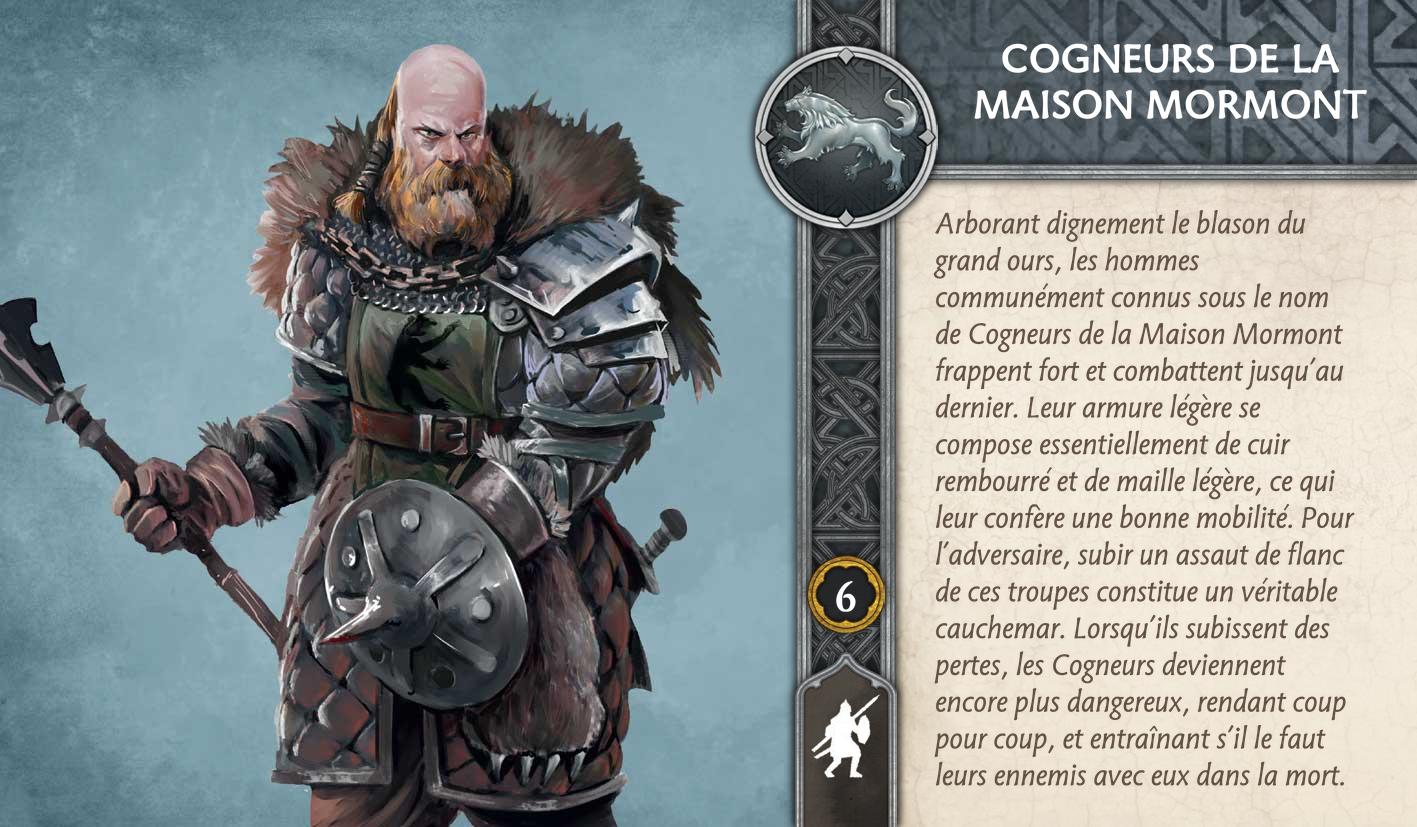 COGNEURS DE LA
MAISON MORMONT
Arborant dignement le blason du
grand ours, les hommes
communément connus sous le nom
de Cogneurs de la Maison Mormont
frappent fort et combattent jusqu'au
dernier. Leur armure légère se
compose essentiellement de cuir
rembourré et de maille légère, ce qui
leur confère une bonne mobilité. Pour
l'adversaire, subir un assaut de flanc
de ces troupes constitue un véritable
cauchemar. Lorsqu'ils subissent des
pertes, les Cogneurs deviennent
encore plus dangereux, rendant coup
pour coup, et entraînant s'il le faut
leurs ennemis avec eux dans la mort.
6